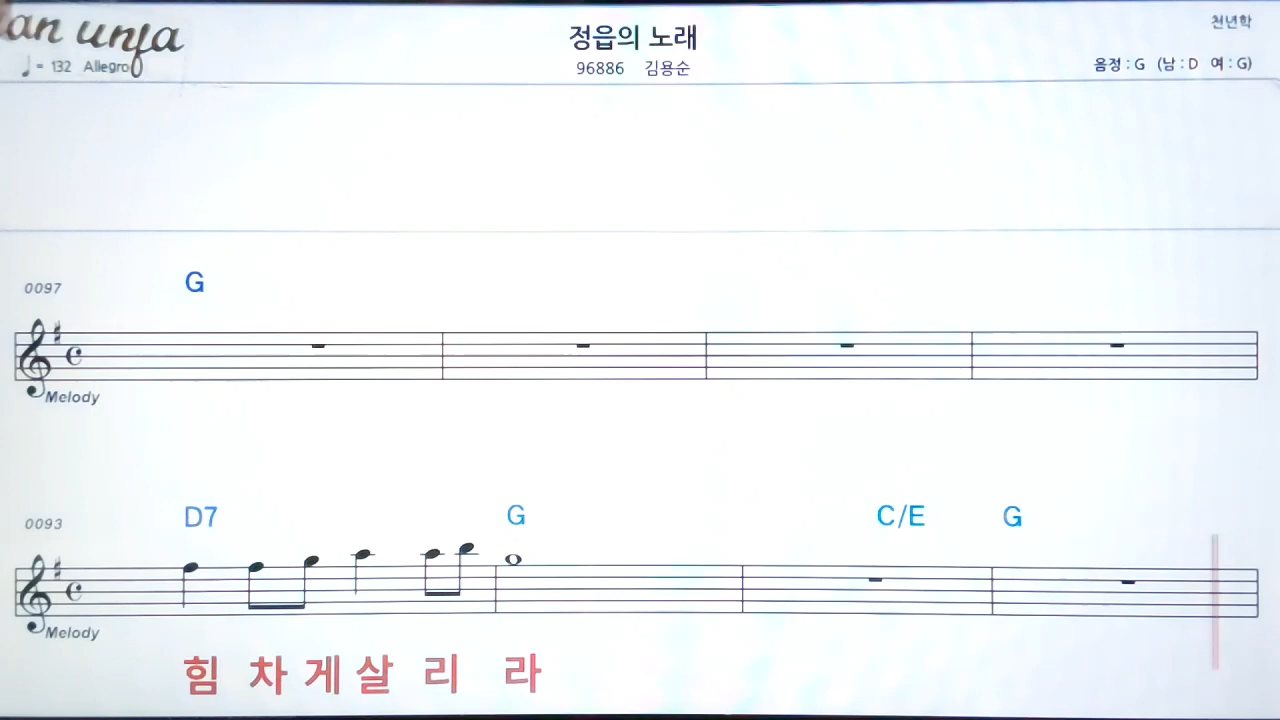 an unja
정읍의 노래
천년학
♩ = 132 Allegro
96886 김용순
음정 : G (남 : D 여 : G)
0097 G
Melody
0093 D7 G C/E G
Melody
힘 차 게 살 리 라